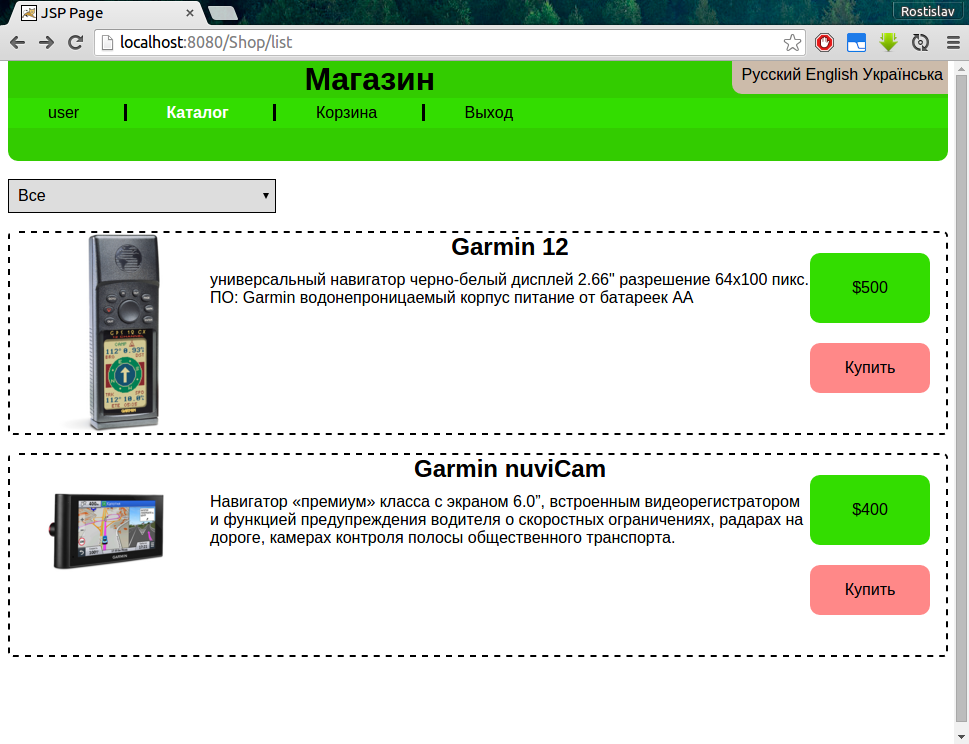 JSP Page
Rostislav
localhost:8080/Shop/list
Магазин
Русский English Українська
user
Каталог
Корзина
Выход
Все
Garmin 12
универсальный навигатор черно-белый дисплей 2.66" разрешение 64х100 пикс.
ПО: Garmin водонепроницаемый корпус питание от батареек АА
$500
Купить
Garmin nuviCam
Навигатор «премиум» класса с экраном 6.0”, встроенным видеорегистратором
и функцией предупреждения водителя о скоростных ограничениях, радарах на
дороге, камерах контроля полосы общественного транспорта.
$400
Купить
GARMIN